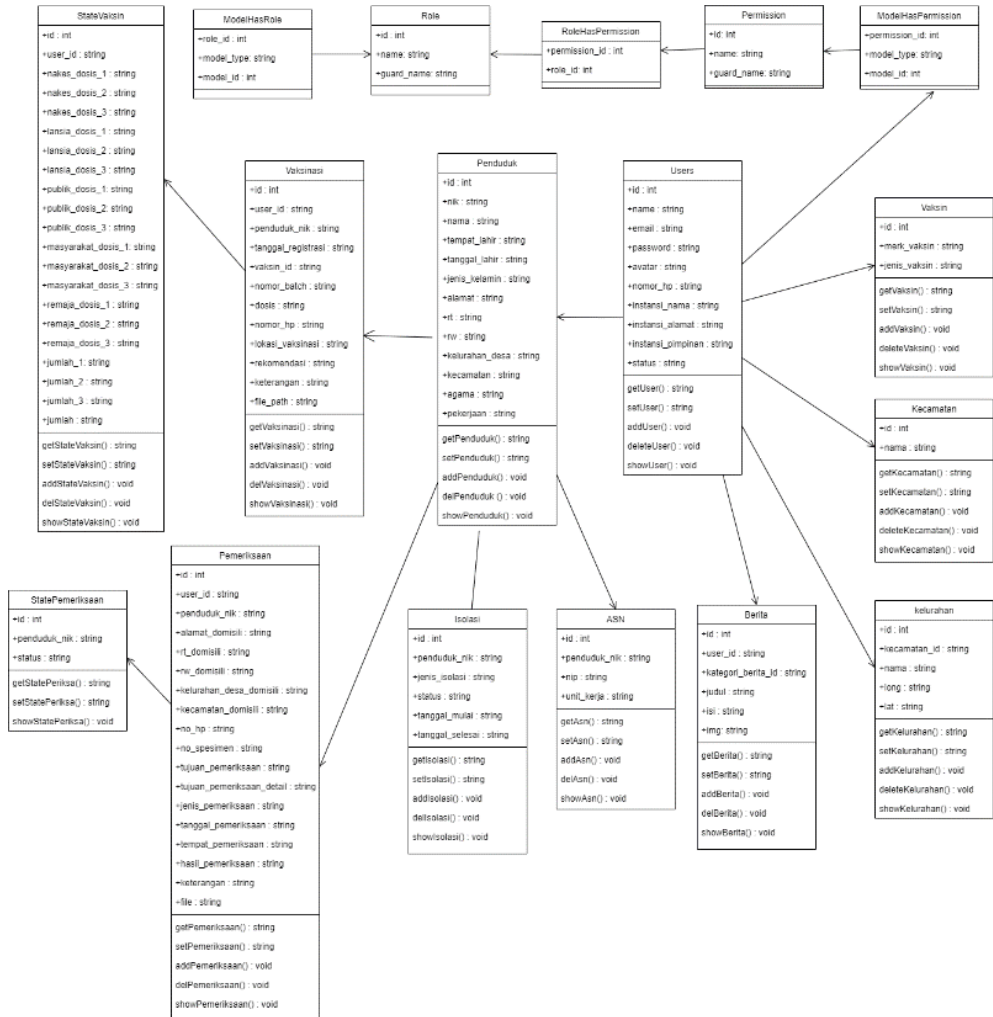 StateVaksin
+id : int
+user_id : string
+nakes_dosis_1 : string
+nakes_dosis_2 : string
+nakes_dosis_3 : string
+lansia_dosis_1 : string
+lansia_dosis_2 : string
+lansia_dosis_3 : string
+publik_dosis_1: string
+publik_dosis_2: string
+publik_dosis_3 : string
+masyarakat_dosis_1: string
+masyarakat_dosis_2: string
+masyarakat_dosis_3: string
+remaja_dosis_1 : string
+remaja_dosis_2 : string
+remaja_dosis_3: string
+jumlah_1: string
+jumlah_2 : string
+jumlah_3 : string
+jumlah : string
getStateVaksin() : string
setStateVaksin() : string
addStateVaksin() : void
delStateVaksin() : void
showStateVaksin() : void
ModelHasRole
+role_id : int
+model_type: string
+model_id : int
Role
+id : int
+name: string
+guard_name: string
RoleHasPermission
+permission_id : int
+role_id: int
Permission
+id: int
+name: string
+guard_name: string
ModelHasPermission
+permission_id: int
+model_type: string
+model_id: int
Vaksinasi
+id : int
+user_id : string
+penduduk_nik : string
+tanggal_registrasi : string
+vaksin_id : string
+nomor_batch : string
+dosis : string
+nomor_hp : string
+lokasi_vaksinasi : string
+rekomendasi : string
+keterangan : string
+file_path : string
getVaksinasi() : string
setVaksinasi() : string
addVaksinasi() : void
delVaksinasi() : void
showVaksinasi() : void
Penduduk
+id : int
+nik : string
+nama : string
+tempat_lahir : string
+tanggal_lahir : string
+jenis_kelamin : string
+alamat : string
+rt : string
+rw : string
+kelurahan_desa : string
+kecamatan : string
+agama : string
+pekerjaan : string
getPenduduk() : string
setPenduduk() : string
addPenduduk() : void
delPenduduk () : void
showPenduduk() : void
Users
+id : int
+name : string
+email : string
+password : string
+avatar : string
+nomor_hp : string
+instansi_nama : string
+instansi_alamat : string
+instansi_pimpinan : string
+status : string
getUser() : string
setUser() : string
addUser() : void
deleteUser() : void
showUser() : void
Vaksin
+id : int
+merk_vaksin : string
+jenis_vaksin : string
getVaksin() : string
setVaksin() : string
addVaksin() : void
deleteVaksin() : void
showVaksin() : void
Kecamatan
+id : int
+nama : string
getKecamatan() : string
setKecamatan() : string
addKecamatan() : void
deleteKecamatan() : void
showKecamatan() : void
StatePemeriksaan
+id : int
+penduduk_nik : string
+status : string
getStatePeriksa() : string
setStatePeriksa() : string
showStatePeriksa() : void
Pemeriksaan
+id : int
+user_id : string
+penduduk_nik : string
+alamat_domisili : string
+rt_domisili : string
+rw_domisili : string
+kelurahan_desa_domisili : string
+kecamatan_domisili : string
+no_hp : string
+no_spesimen : string
+tujuan_pemeriksaan : string
+tujuan_pemeriksaan_detail : string
+jenis_pemeriksaan : string
+tanggal_pemeriksaan : string
+tempat_pemeriksaan : string
+hasil_pemeriksaan : string
+keterangan : string
+file : string
getPemeriksaan() : string
setPemeriksaan() : string
addPemeriksaan() : void
delPemeriksaan() : void
showPemeriksaan() : void
Isolasi
+id : int
+penduduk_nik : string
+jenis_isolasi : string
+status : string
+tanggal_mulai : string
+tanggal_selesai : string
getIsolasi() : string
setIsolasi() : string
addIsolasi() : void
delIsolasi() : void
showIsolasi() : void
ASN
+id : int
+penduduk_nik : string
+nip : string
+unit_kerja : string
getAsn() : string
setAsn() : string
addAsn() : void
delAsn() : void
showAsn() : void
Berita
+id : int
+user_id : string
+kategori_berita_id : string
+judul : string
+isi : string
+img : string
getBerita() : string
setBerita() : string
addBerita() : void
delBerita() : void
showBerita() : void
kelurahan
+id : int
+kecamatan_id : string
+nama : string
+long : string
+lat : string
getKelurahan() : string
setKelurahan() : string
addKelurahan() : void
deleteKelurahan() : void
showKelurahan() : void